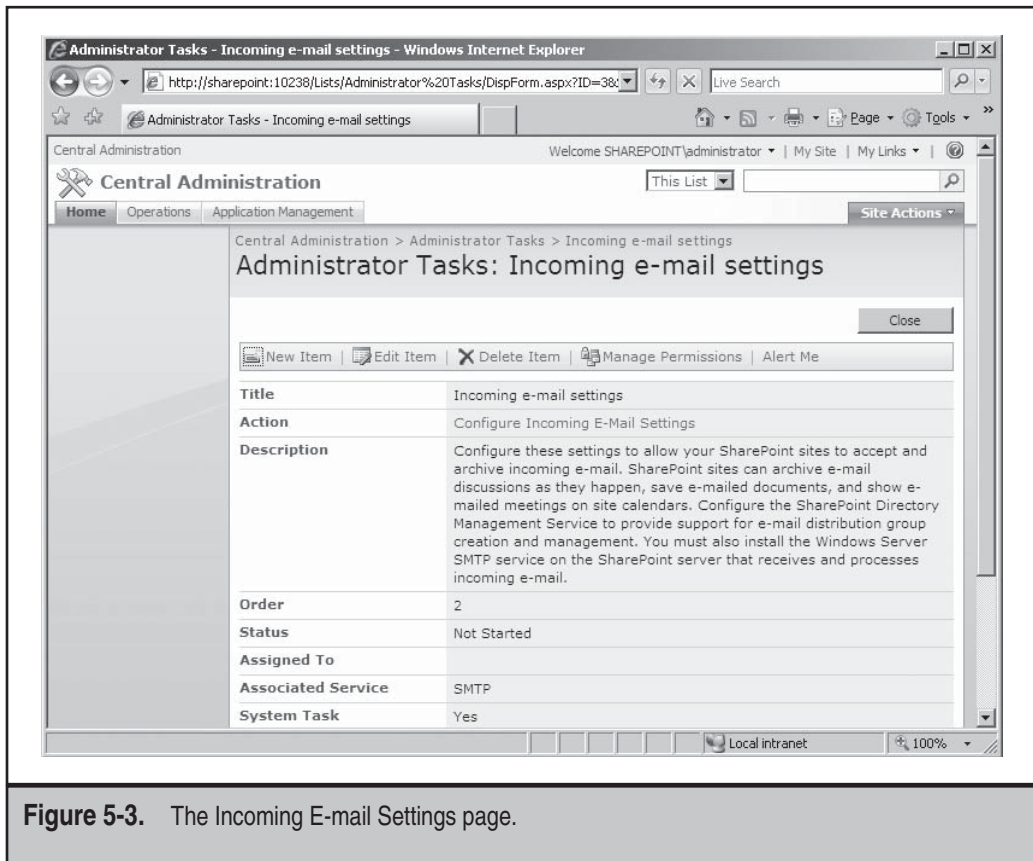 Administrator Tasks - Incoming e-mail settings - Windows Internet Explorer
http://sharepoint:10238/Lists/Administrator%20Tasks/DispForm.aspx?ID=3&
Live Search
Administrator Tasks - Incoming e-mail settings
Page
Tools
»
Central Administration
Welcome SHAREPOINT\administrator | My Site | My Links |
Central Administration
This List
Home Operations Application Management
Site Actions
Central Administration > Administrator Tasks > Incoming e-mail settings
Administrator Tasks: Incoming e-mail settings
Close
New Item | Edit Item | Delete Item | Manage Permissions | Alert Me
Title Incoming e-mail settings
Action Configure Incoming E-Mail Settings
Description Configure these settings to allow your SharePoint sites to accept and
archive incoming e-mail. SharePoint sites can archive e-mail
discussions as they happen, save e-mailed documents, and show e-
mailed meetings on site calendars. Configure the SharePoint Directory
Management Service to provide support for e-mail distribution group
creation and management. You must also install the Windows Server
SMTP service on the SharePoint server that receives and processes
incoming e-mail.
Order 2
Status Not Started
Assigned To
Associated Service SMTP
System Task Yes
Local intranet 100%
Figure 5-3. The Incoming E-mail Settings page.